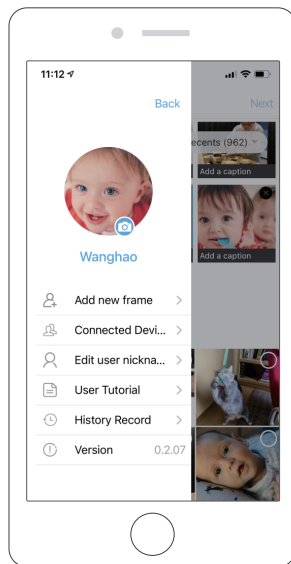 11:12
Back
Next
ecents (962)
Add a caption
Add a caption
Wanghao
Add new frame
Connected Devi...
Edit user nickna...
User Tutorial
History Record
Version 0.2.07